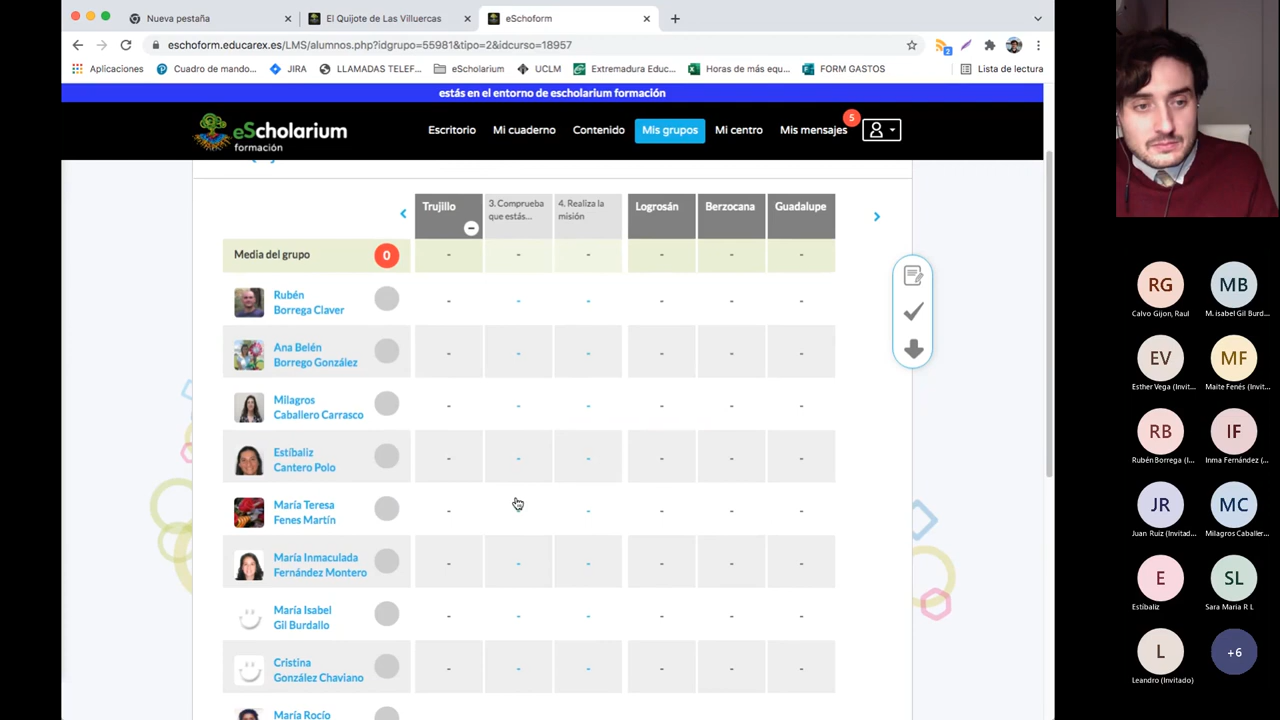 Nueva pestaña
El Quijote de Las Villuercas
eSchoform
eschoform.educarex.es/LMS/alumnos.php?idgrupo=55981&tipo=2&idcurso=18957
2
Aplicaciones
Cuadro de mando...
JIRA
LLAMADAS TELEF...
eScholarium
UCLM
Extremadura Educ...
Horas de más equ...
FORM GASTOS
Lista de lectura
estás en el entorno de escholarium formación
eScholarium
formación
Escritorio
Mi cuaderno
Contenido
Mis grupos
Mi centro
Mis mensajes
5
Trujillo
3. Comprueba
que estás...
4. Realiza la
misión
Logrosán
Berzocana
Guadalupe
Media del grupo
0
- - - - - -
Rubén
Borrega Claver
- - - - - -
Ana Belén
Borrego González
- - - - - -
Milagros
Caballero Carrasco
- - - - - -
Estíbaliz
Cantero Polo
- - - - - -
María Teresa
Fenes Martín
- - - - -
María Inmaculada
Fernández Montero
- - - - - -
María Isabel
Gil Burdallo
- - - - - -
Cristina
González Chaviano
- - - - - -
María Rocío
RG
Calvo Gijon, Raul
MB
M. isabel Gil Burd...
EV
Esther Vega (Invit...
MF
Maite Fenés (Invit...
RB
Rubén Borrega (I...
IF
Inma Fernández (...
JR
Juan Ruiz (Invitad...
MC
Milagros Caballer...
E
Estíbaliz
SL
Sara Maria R L
L
Leandro (Invitado)
+6